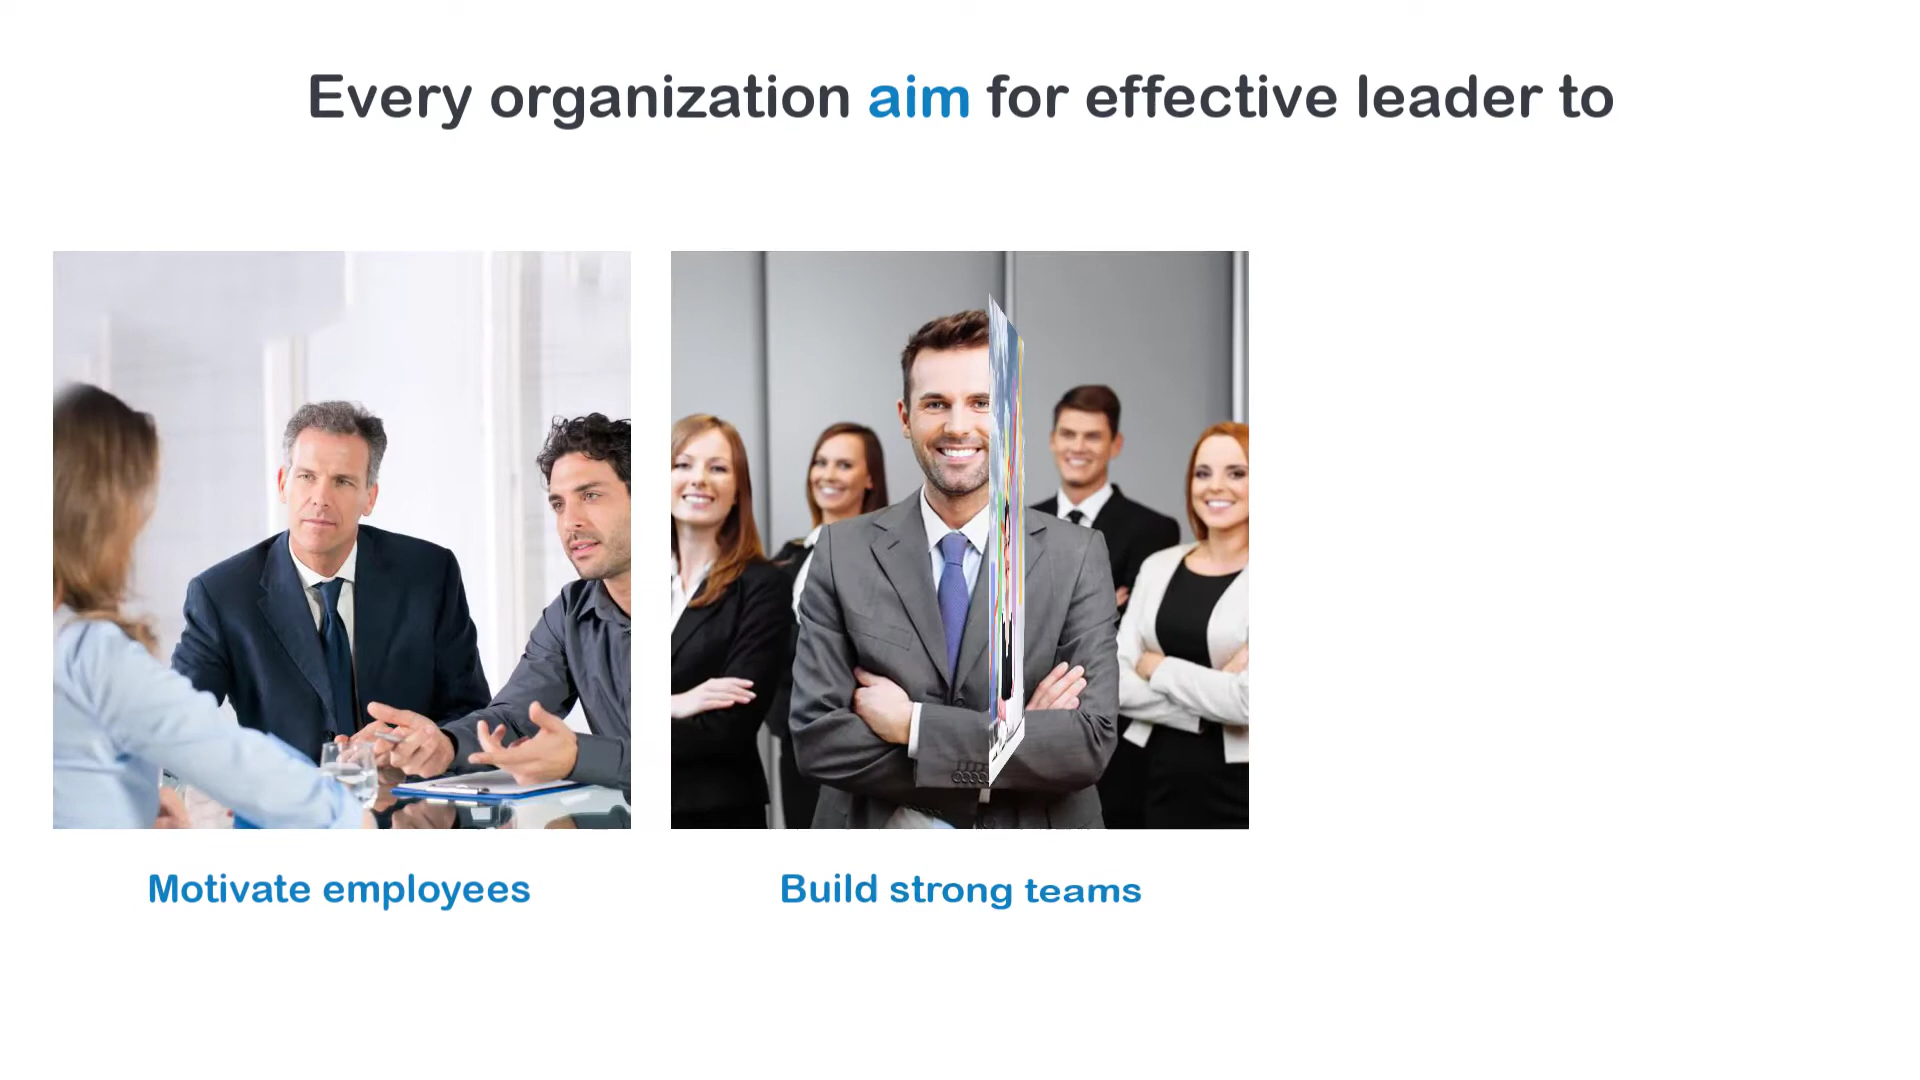 Every organization aim for effective leader to
Motivate employees
Build strong teams